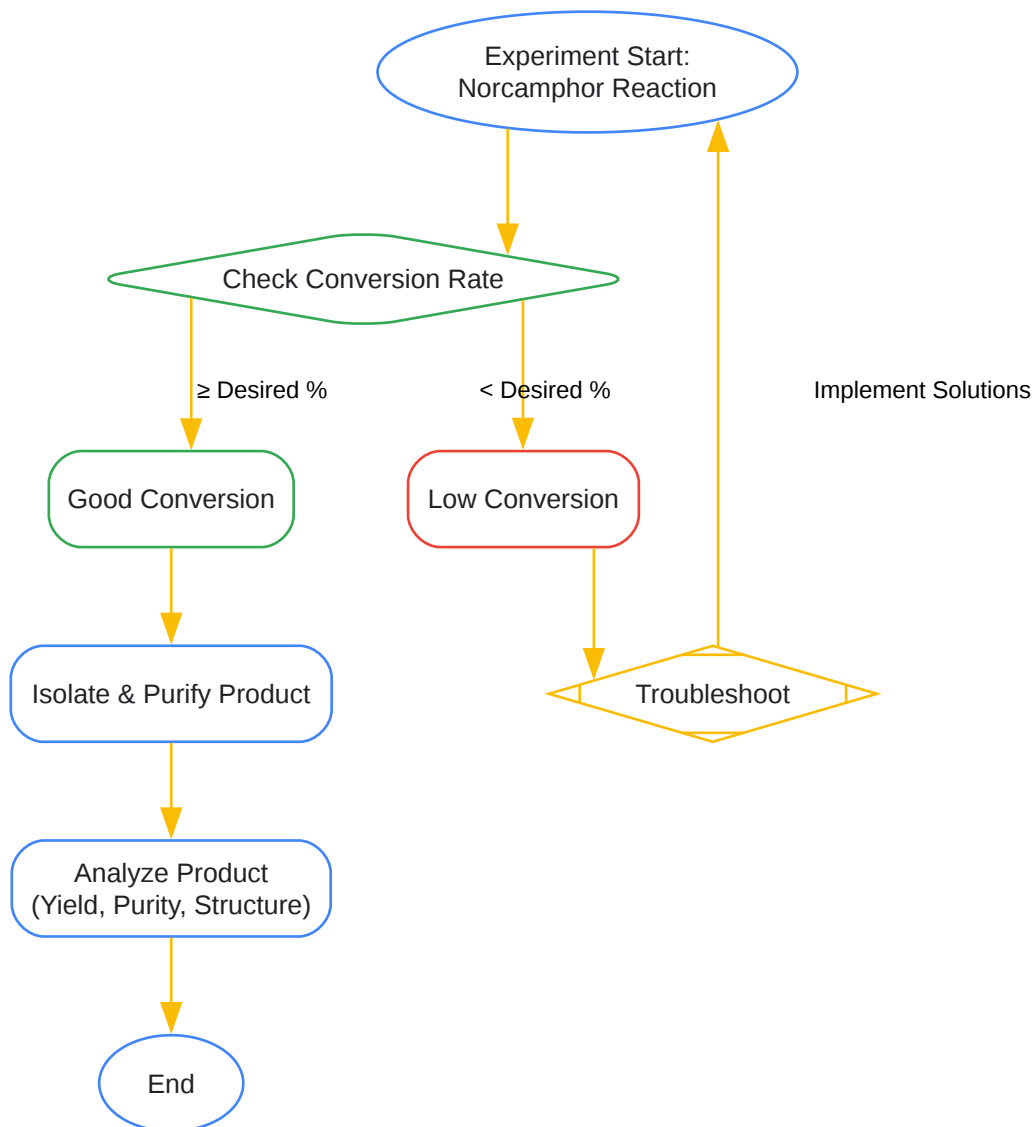 Experiment Start:
Norcamphor Reaction
Check Conversion Rate
≥ Desired %
< Desired %
Implement Solutions
Good Conversion
Low Conversion
Isolate & Purify Product
Troubleshoot
Analyze Product
(Yield, Purity, Structure)
End